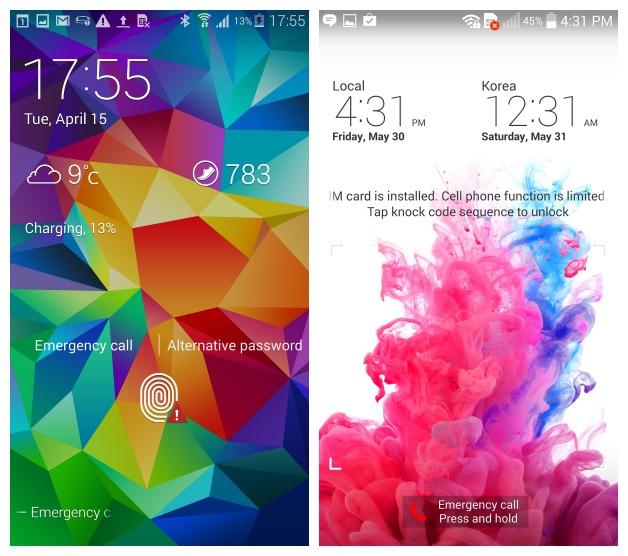 1 13% 17:55
17:55
Tue, April 15
9°c 783
Charging, 13%
Emergency call | Alternative password
!
— Emergency c
45% 4:31 PM
Local Korea
4:31 PM 12:31 AM
Friday, May 30 Saturday, May 31
M card is installed. Cell phone function is limited
Tap knock code sequence to unlock
Emergency call
Press and hold